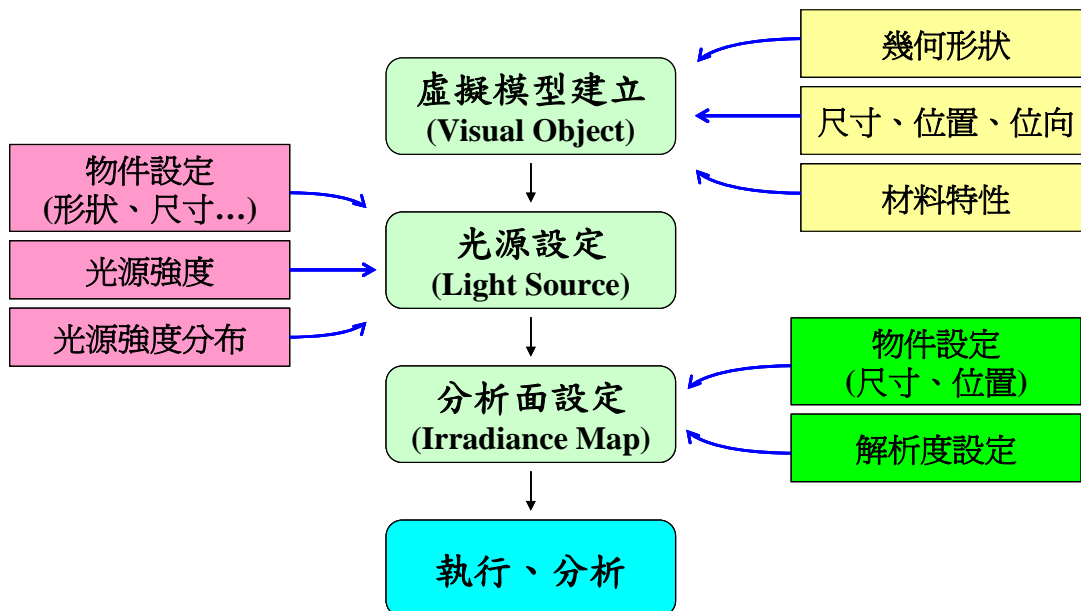 幾何形狀
虛擬模型建立
(Visual Object)
尺寸、位置、位向
材料特性
物件設定
(形狀、尺寸…)
光源設定
(Light Source)
光源強度
光源強度分布
物件設定
(尺寸、位置)
分析面設定
(Irradiance Map)
解析度設定
執行、分析